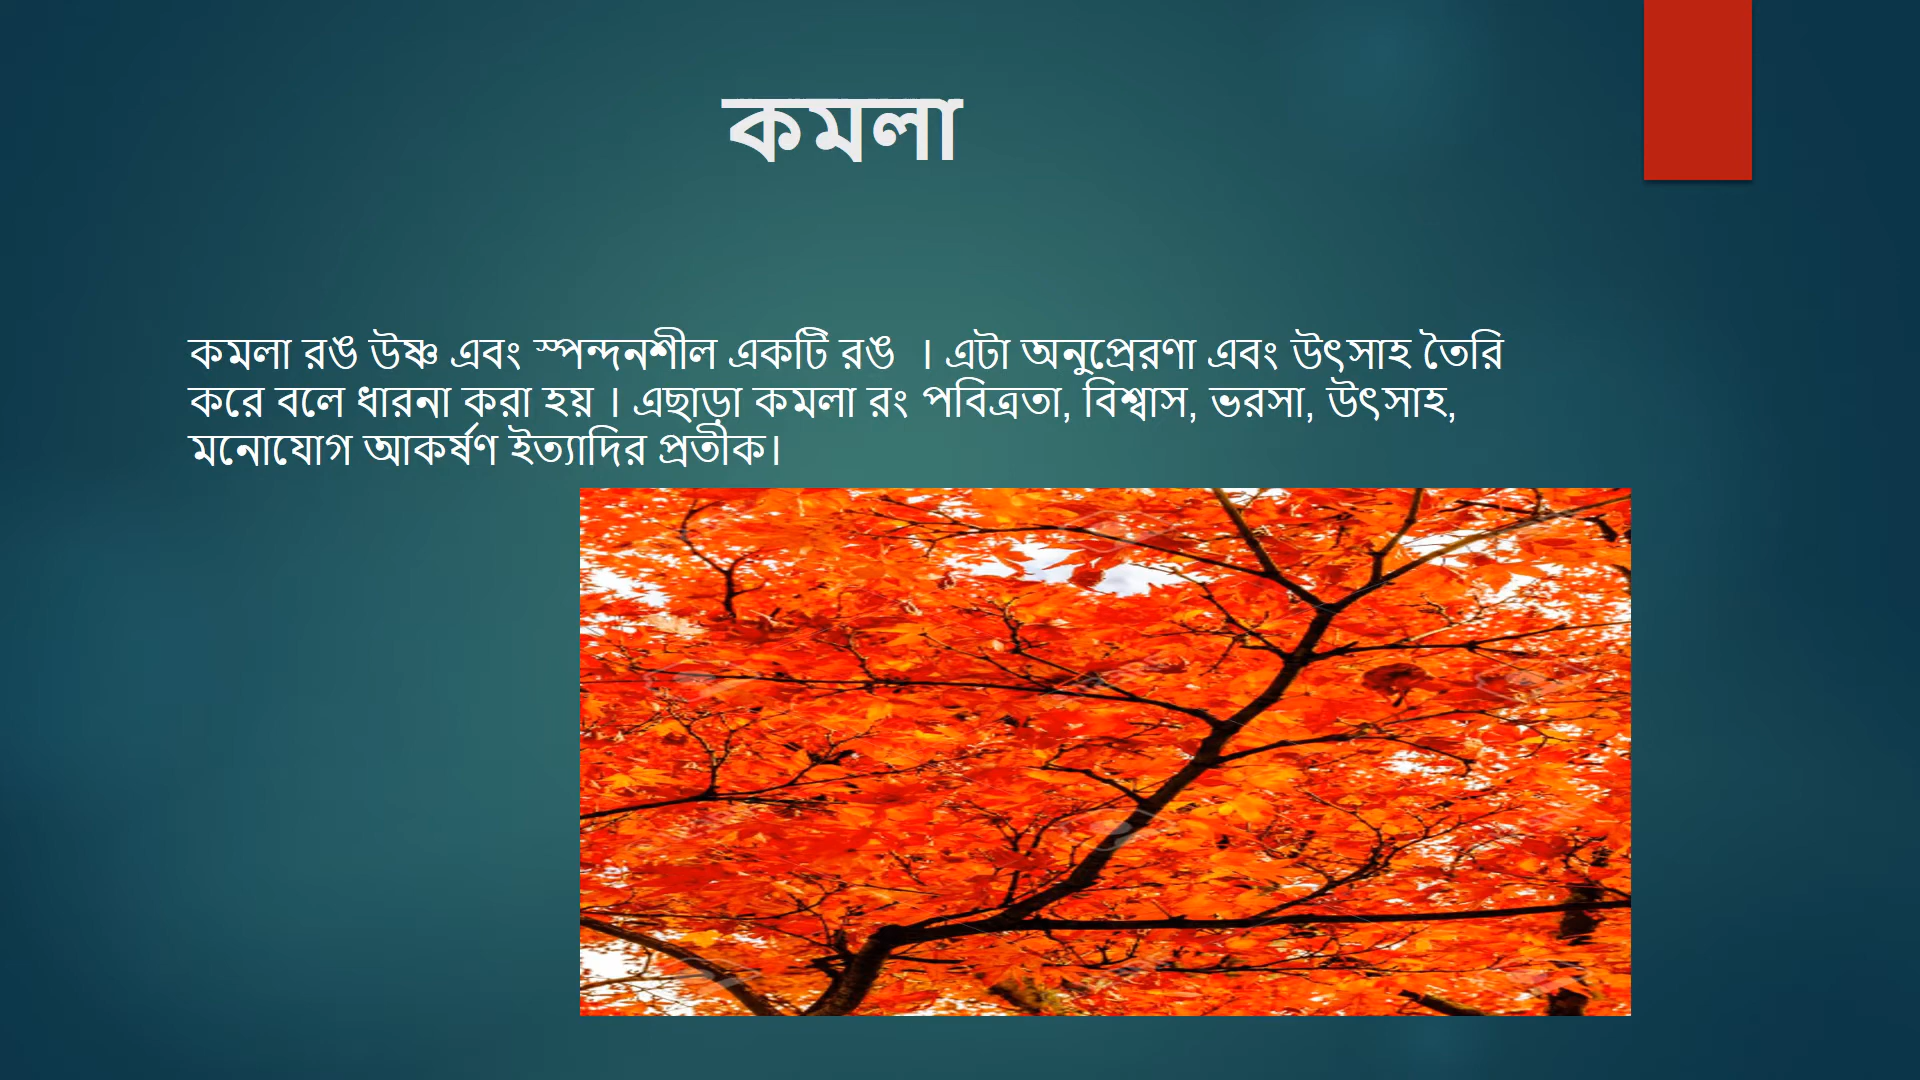 কমলা
কমলা রঙ উষ্ণ এবং স্পন্দনশীল একটি রঙ । এটা অনুপ্রেরণা এবং উৎসাহ তৈরি
করে বলে ধারনা করা হয় । এছাড়া কমলা রং পবিত্রতা, বিশ্বাস, ভরসা, উৎসাহ,
মনোযোগ আকর্ষণ ইত্যাদির প্রতীক।